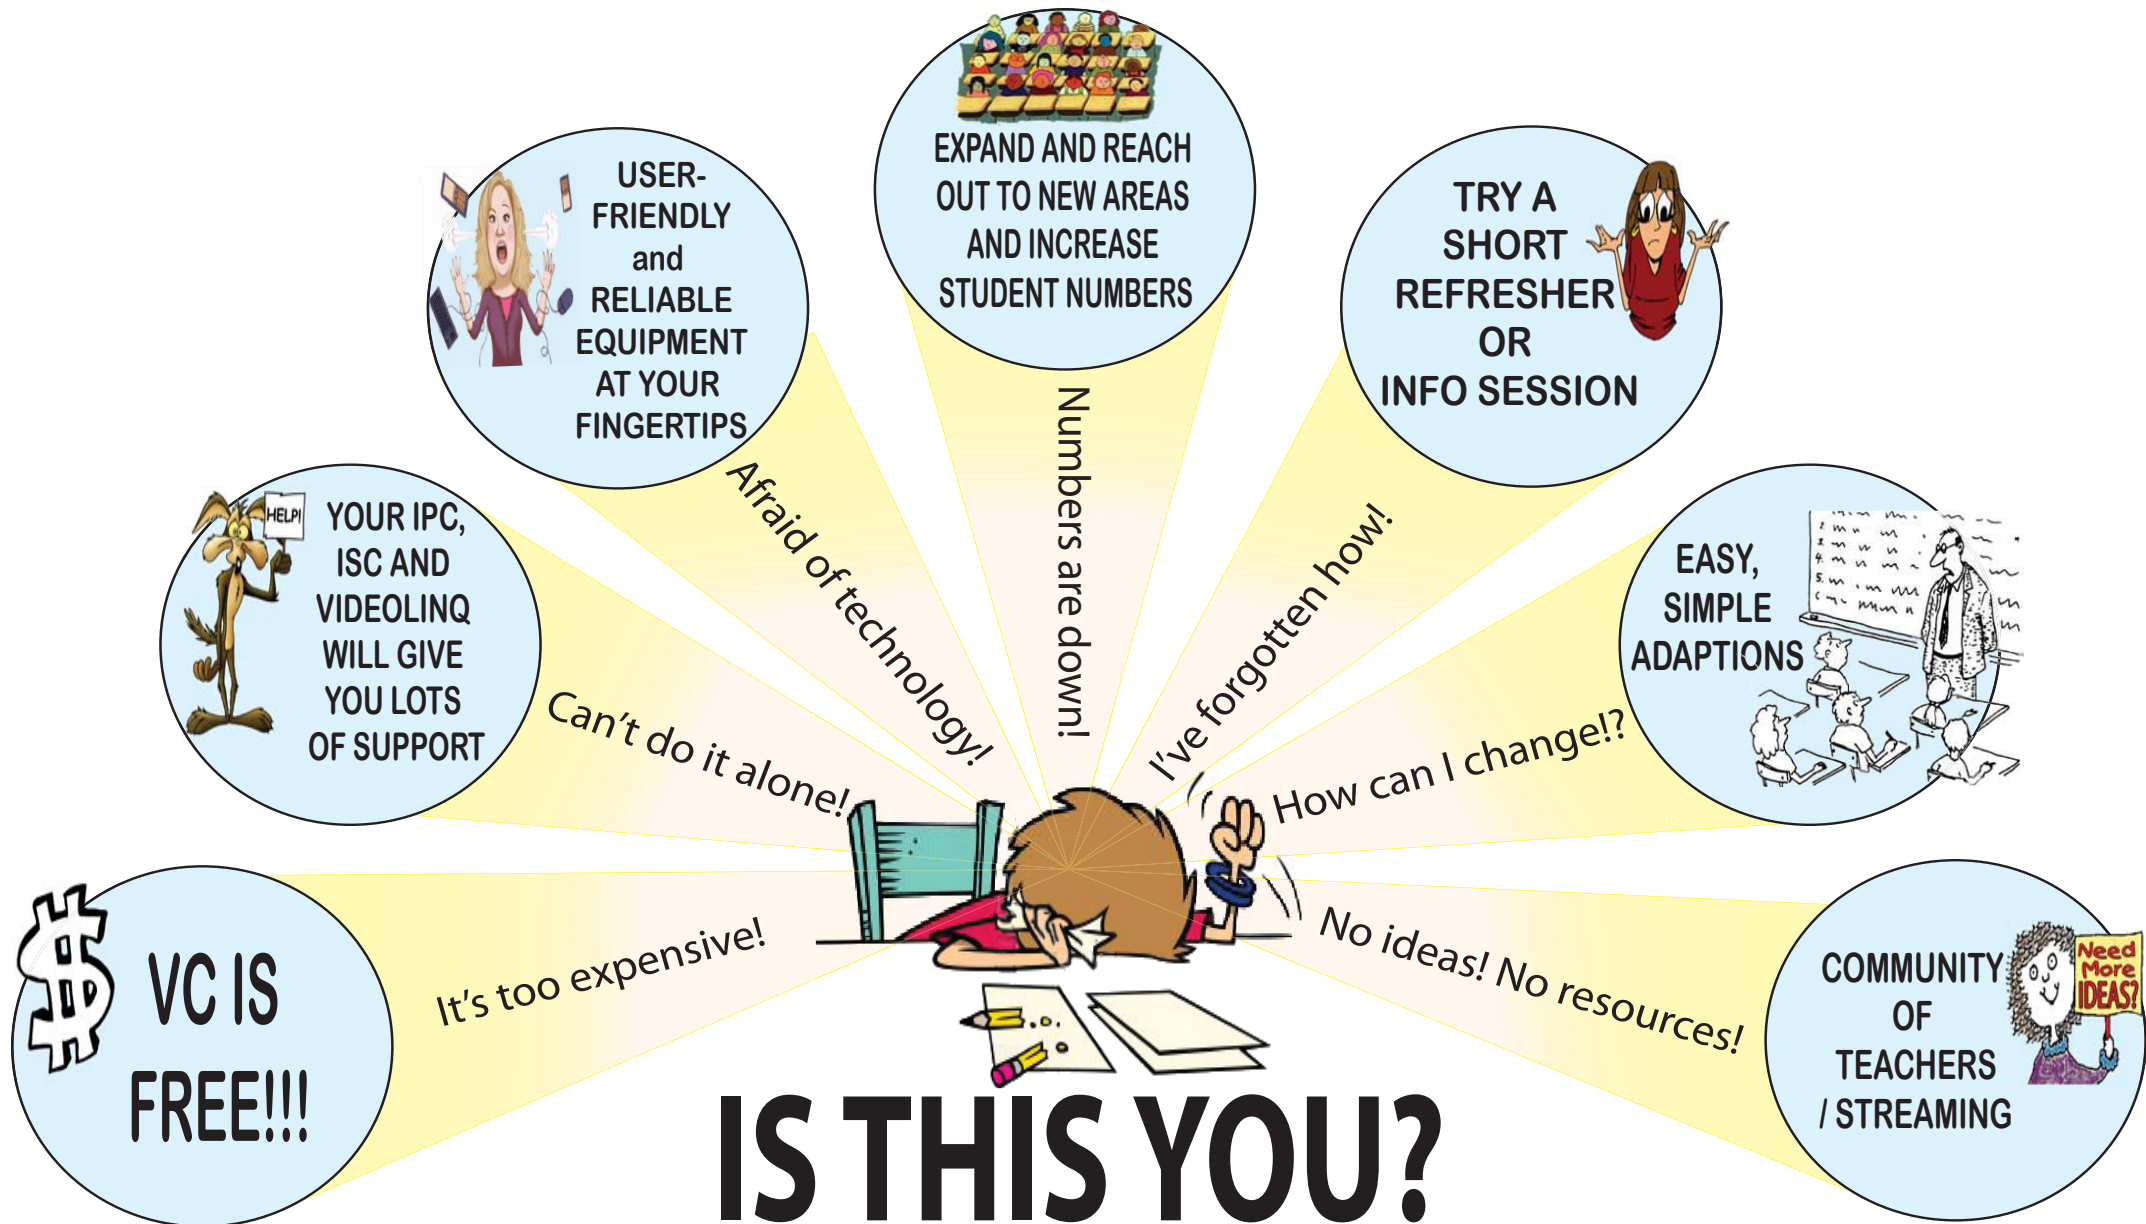 EXPAND AND REACH
OUT TO NEW AREAS
AND INCREASE
STUDENT NUMBERS
USER-
FRIENDLY
and
RELIABLE
EQUIPMENT
AT YOUR
FINGERTIPS
TRY A
SHORT
REFRESHER
OR
INFO SESSION
HELP!
YOUR IPC,
ISC AND
VIDEOLINQ
WILL GIVE
YOU LOTS
OF SUPPORT
EASY,
SIMPLE
ADAPTIONS
VC IS
FREE!!!
COMMUNITY
OF
TEACHERS
/ STREAMING
Need
More
IDEAS?
It's too expensive!
Can't do it alone!
Afraid of technology!
Numbers are down!
I've forgotten how!
How can I change!?
No ideas! No resources!
IS THIS YOU?